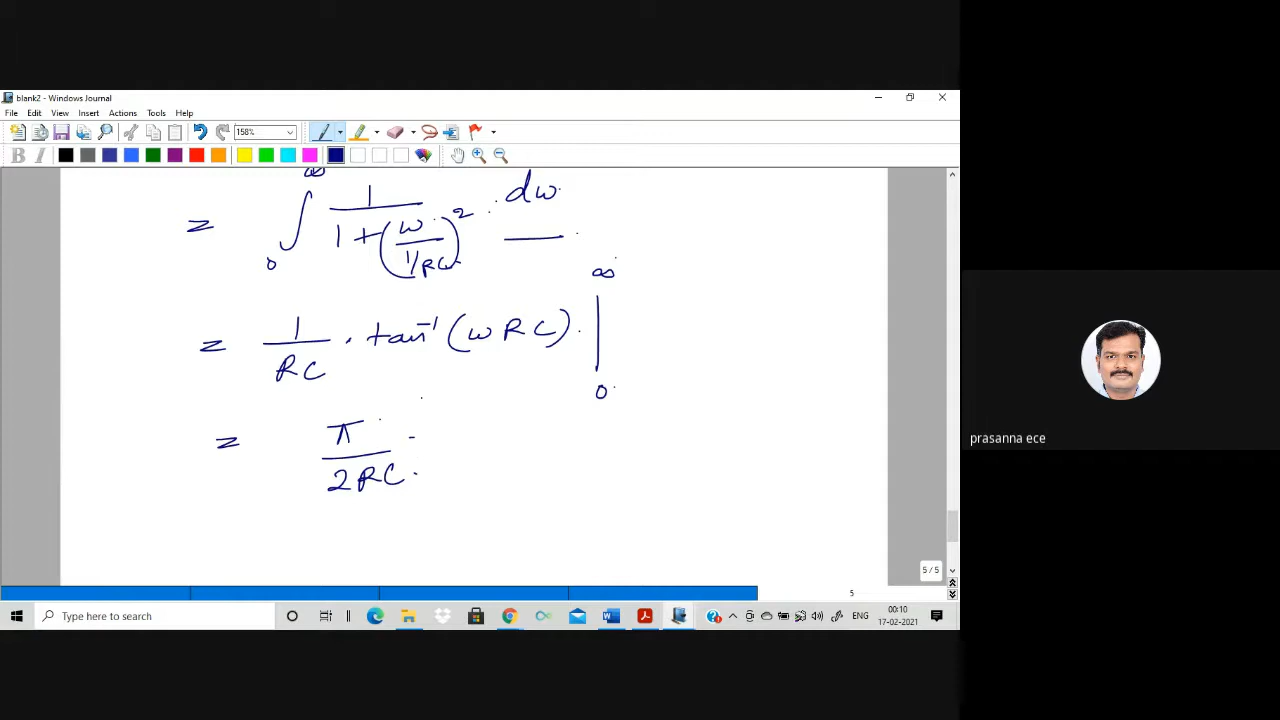 blank2 - Windows Journal
File Edit View Insert Actions Tools Help
158%
B I
∞
= ∫ 1 / 1+(ω / 1/RC)² · dω
0
∞
= 1/RC · tan⁻¹(ωRC) |
0
= π / 2RC
prasanna ece
5 / 5
5
Type here to search
ENG
00:10
17-02-2021